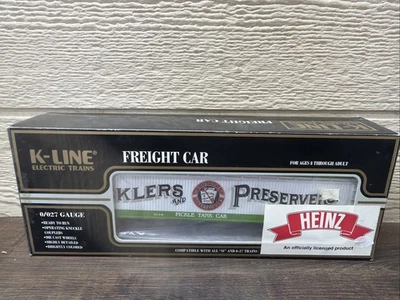 K-LINE
K-LINE®
ELECTRIC TRAINS
FREIGHT CAR
FOR AGES 8 THROUGH ADULT
KLERS AND PRESERVERS
PICKLE TANK CAR
0/027 GAUGE
•READY TO RUN
•OPERATING KNUCKLE
COUPLERS
•DIE CAST WHEELS
•HIGHLY DETAILED
•BRIGHTLY COLORED
HEINZ
An officially licensed product
COMPATIBLE WITH ALL "O" AND 0-27 TRAINS